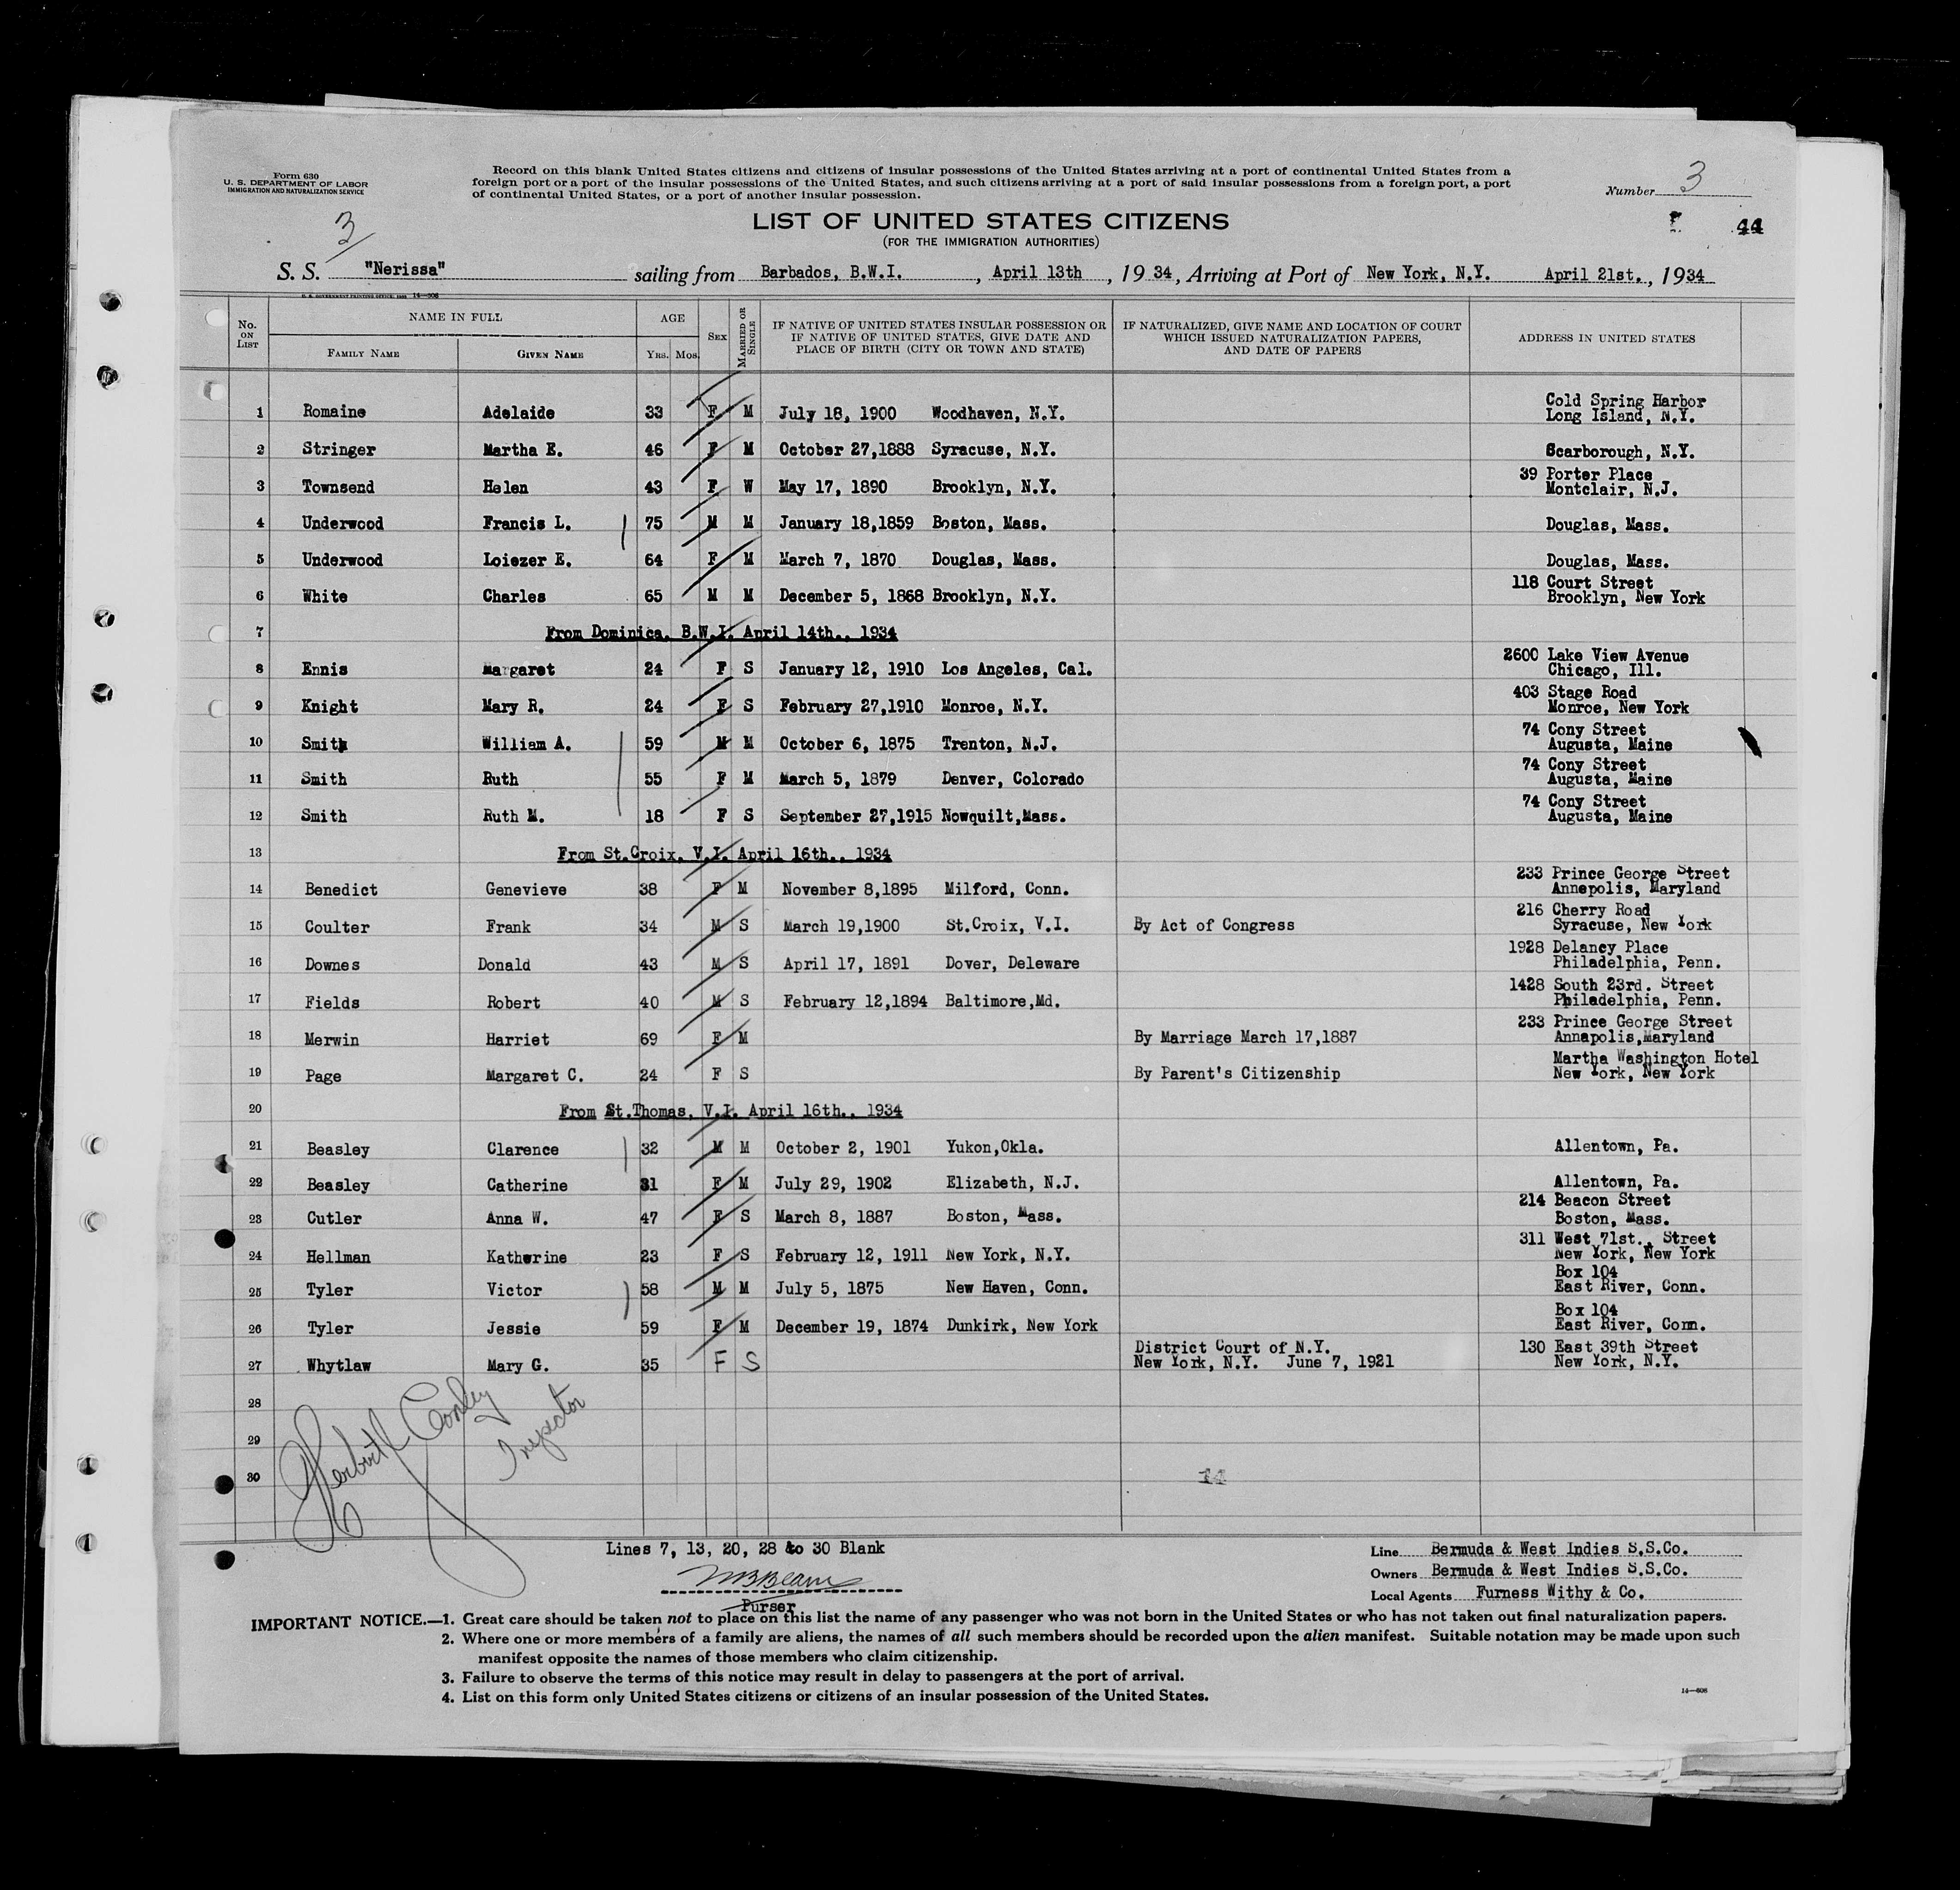 Form 630
U. S. DEPARTMENT OF LABOR
IMMIGRATION AND NATURALIZATION SERVICE
Record on this blank United States citizens and citizens of insular possessions of the United States arriving at a port of continental United States from a
foreign port or a port of the insular possessions of the United States, and such citizens arriving at a port of said insular possessions from a foreign port, a port
of continental United States, or a port of another insular possession.
Number 3
3
LIST OF UNITED STATES CITIZENS
44
(FOR THE IMMIGRATION AUTHORITIES)
S. S. "Nerissa" sailing from Barbados, B.W.I. , April 13th , 19 34, Arriving at Port of New York, N.Y. April 21st. , 1934
No. ON LIST NAME IN FULL AGE SEX MARRIED OR SINGLE IF NATIVE OF UNITED STATES INSULAR POSSESSION OR IF NATIVE OF UNITED STATES, GIVE DATE AND PLACE OF BIRTH (CITY OR TOWN AND STATE) IF NATURALIZED, GIVE NAME AND LOCATION OF COURT WHICH ISSUED NATURALIZATION PAPERS, AND DATE OF PAPERS ADDRESS IN UNITED STATES
FAMILY NAME GIVEN NAME YRS. MOS.
1 Romaine Adelaide 33 F M July 18, 1900 Woodhaven, N.Y. Cold Spring Harbor
Long Island, N.Y.
2 Stringer Martha E. 46 F M October 27,1888 Syracuse, N.Y. Scarborough, N.Y.
3 Townsend Helen 43 F W May 17, 1890 Brooklyn, N.Y. 39 Porter Place
Montclair, N.J.
4 Underwood Francis L. 75 M M January 18,1859 Boston, Mass. Douglas, Mass.
5 Underwood Loiezer E. 64 F M March 7, 1870 Douglas, Mass. Douglas, Mass.
6 White Charles 65 M M December 5, 1868 Brooklyn, N.Y. 118 Court Street
Brooklyn, New York
7 From Dominica, B.W.I. April 14th., 1934
8 Ennis Margaret 24 F S January 12, 1910 Los Angeles, Cal. 2600 Lake View Avenue
Chicago, Ill.
9 Knight Mary R. 24 F S February 27,1910 Monroe, N.Y. 403 Stage Road
Monroe, New York
10 Smith William A. 59 M M October 6, 1875 Trenton, N.J. 74 Cony Street
Augusta, Maine
11 Smith Ruth 55 F M March 5, 1879 Denver, Colorado 74 Cony Street
Augusta, Maine
12 Smith Ruth M. 18 F S September 27,1915 Nowquilt,Mass. 74 Cony Street
Augusta, Maine
13 From St.Croix, V.I. April 16th., 1934
14 Benedict Genevieve 38 F M November 8,1895 Milford, Conn. 233 Prince George Street
Annepolis, Maryland
15 Coulter Frank 34 M S March 19,1900 St.Croix, V.I. By Act of Congress 216 Cherry Road
Syracuse, New York
16 Downes Donald 43 M S April 17, 1891 Dover, Deleware 1928 Delancy Place
Philadelphia, Penn.
17 Fields Robert 40 M S February 12,1894 Baltimore,Md. 1428 South 23rd. Street
Philadelphia, Penn.
18 Merwin Harriet 69 F M By Marriage March 17,1887 233 Prince George Street
Annapolis,Maryland
19 Page Margaret C. 24 F S By Parent's Citizenship Martha Washington Hotel
New York, New York
20 From St.Thomas, V.I. April 16th., 1934
21 Beasley Clarence 32 M M October 2, 1901 Yukon,Okla. Allentown, Pa.
22 Beasley Catherine 31 F M July 29, 1902 Elizabeth, N.J. Allentown, Pa.
23 Cutler Anna W. 47 F S March 8, 1887 Boston, Mass. 214 Beacon Street
Boston, Mass.
24 Hellman Katherine 23 F S February 12, 1911 New York, N.Y. 311 West 71st., Street
New York, New York
25 Tyler Victor 58 M M July 5, 1875 New Haven, Conn. Box 104
East River, Conn.
26 Tyler Jessie 59 F M December 19, 1874 Dunkirk, New York Box 104
East River, Conn.
27 Whytlaw Mary G. 35 F S District Court of N.Y.
New York, N.Y. June 7, 1921 130 East 39th Street
New York, N.Y.
28
29
30
Herbert Conley
Inspector
14
Lines 7, 13, 20, 28 to 30 Blank
Purser
Line Bermuda & West Indies S.S.Co.
Owners Bermuda & West Indies S.S.Co.
Local Agents Furness Withy & Co.
IMPORTANT NOTICE.—1. Great care should be taken not to place on this list the name of any passenger who was not born in the United States or who has not taken out final naturalization papers.
2. Where one or more members of a family are aliens, the names of all such members should be recorded upon the alien manifest. Suitable notation may be made upon such
manifest opposite the names of those members who claim citizenship.
3. Failure to observe the terms of this notice may result in delay to passengers at the port of arrival.
4. List on this form only United States citizens or citizens of an insular possession of the United States.
14—608